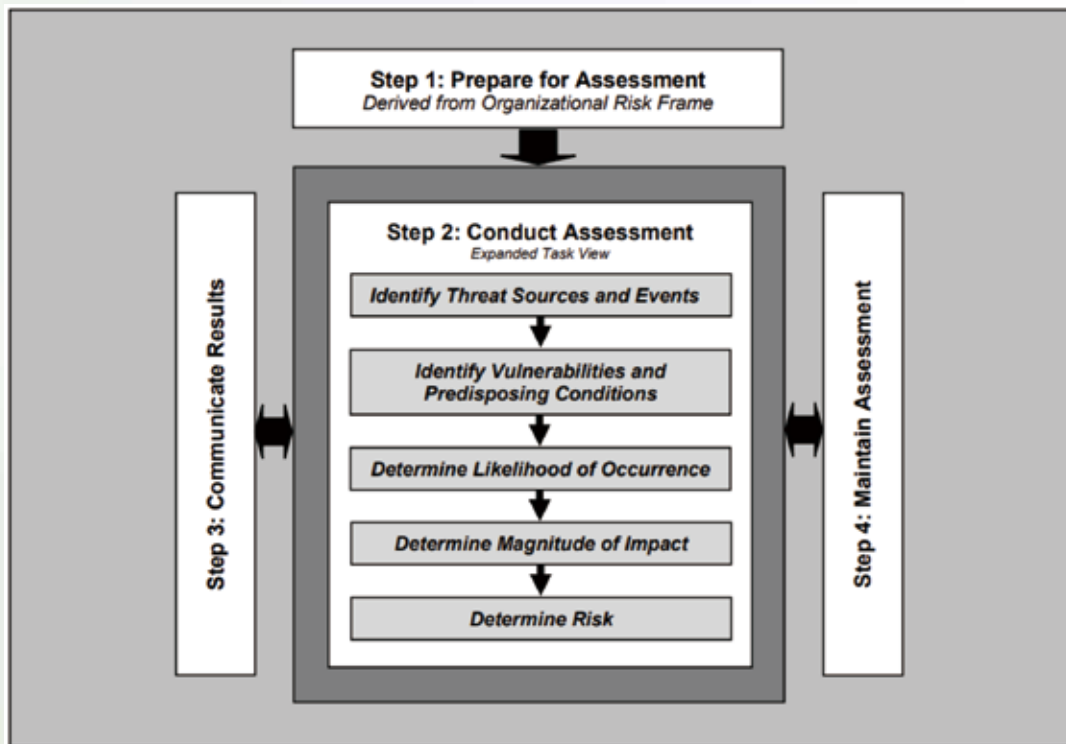 Step 1: Prepare for Assessment
Derived from Organizational Risk Frame
Step 2: Conduct Assessment
Expanded Task View
Identify Threat Sources and Events
Identify Vulnerabilities and
Predisposing Conditions
Determine Likelihood of Occurrence
Determine Magnitude of Impact
Determine Risk
Step 3: Communicate Results
Step 4: Maintain Assessment